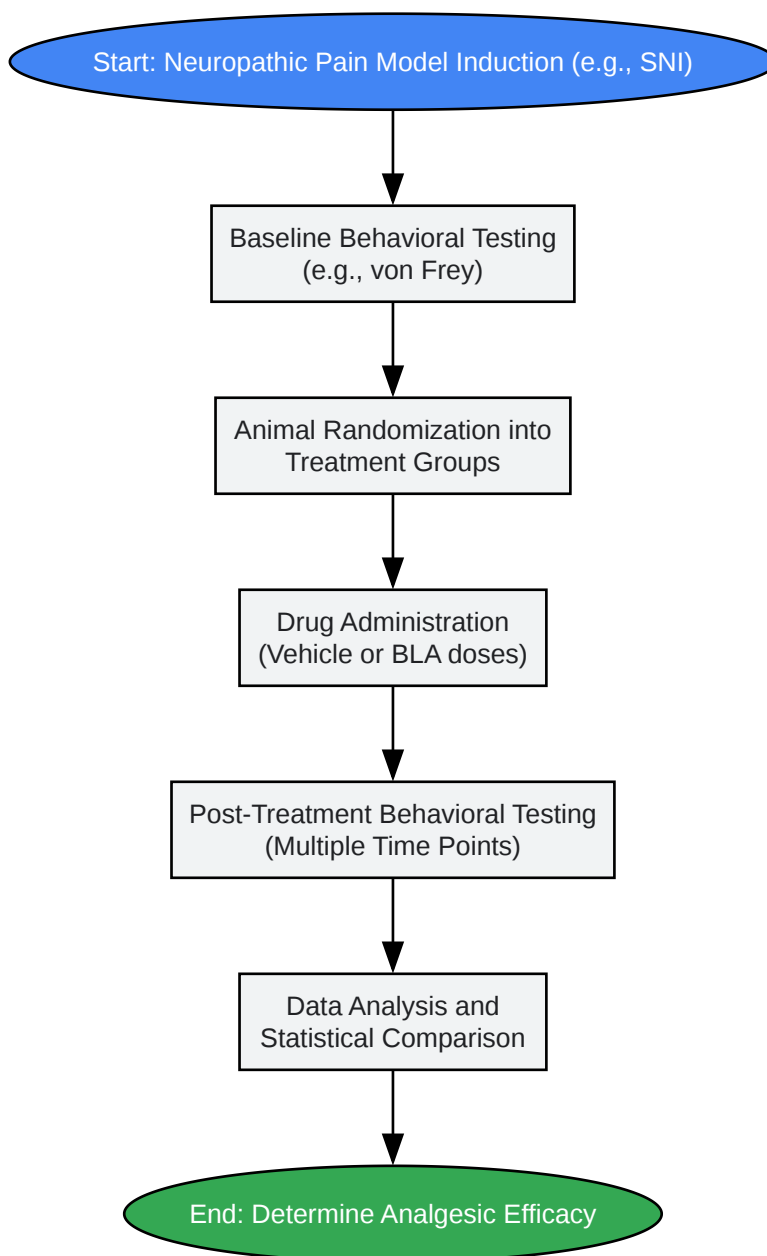 Start: Neuropathic Pain Model Induction (e.g., SNI)
Baseline Behavioral Testing
(e.g., von Frey)
Animal Randomization into
Treatment Groups
Drug Administration
(Vehicle or BLA doses)
Post-Treatment Behavioral Testing
(Multiple Time Points)
Data Analysis and
Statistical Comparison
End: Determine Analgesic Efficacy